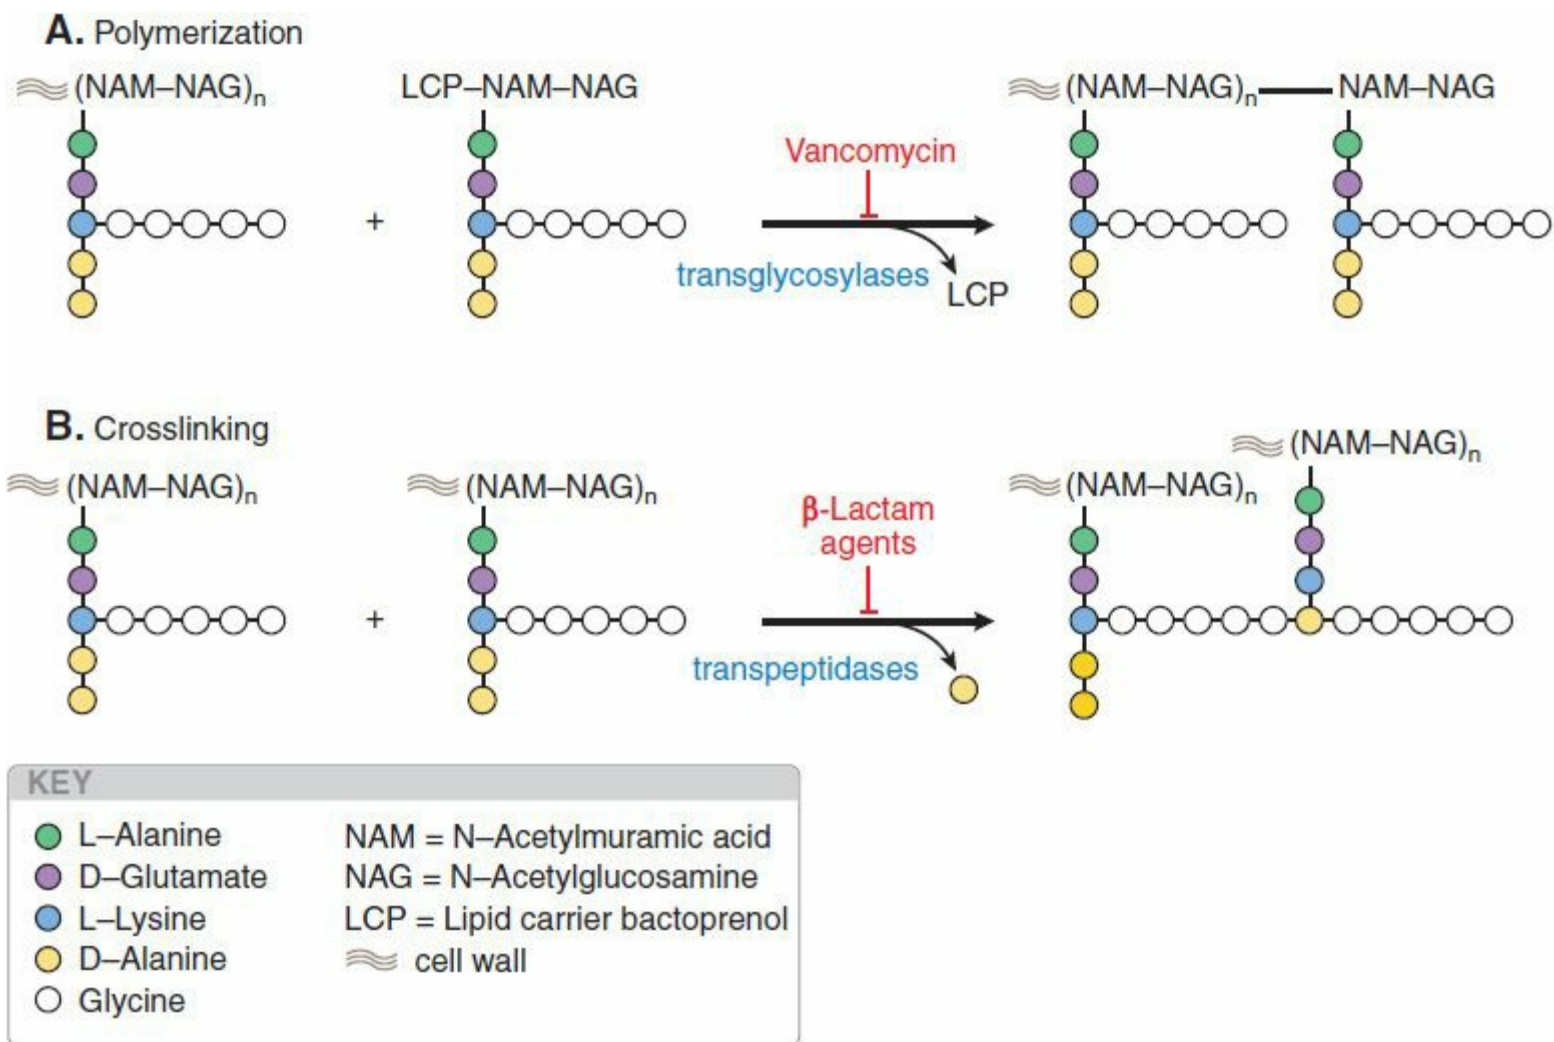 A. Polymerization
(NAM–NAG)n
LCP–NAM–NAG
Vancomycin
+
transglycosylases
LCP
(NAM–NAG)n
NAM–NAG
B. Crosslinking
(NAM–NAG)n
(NAM–NAG)n
β-Lactam
agents
+
transpeptidases
(NAM–NAG)n
(NAM–NAG)n
KEY
L–Alanine
D–Glutamate
L–Lysine
D–Alanine
Glycine
NAM = N–Acetylmuramic acid
NAG = N–Acetylglucosamine
LCP = Lipid carrier bactoprenol
cell wall